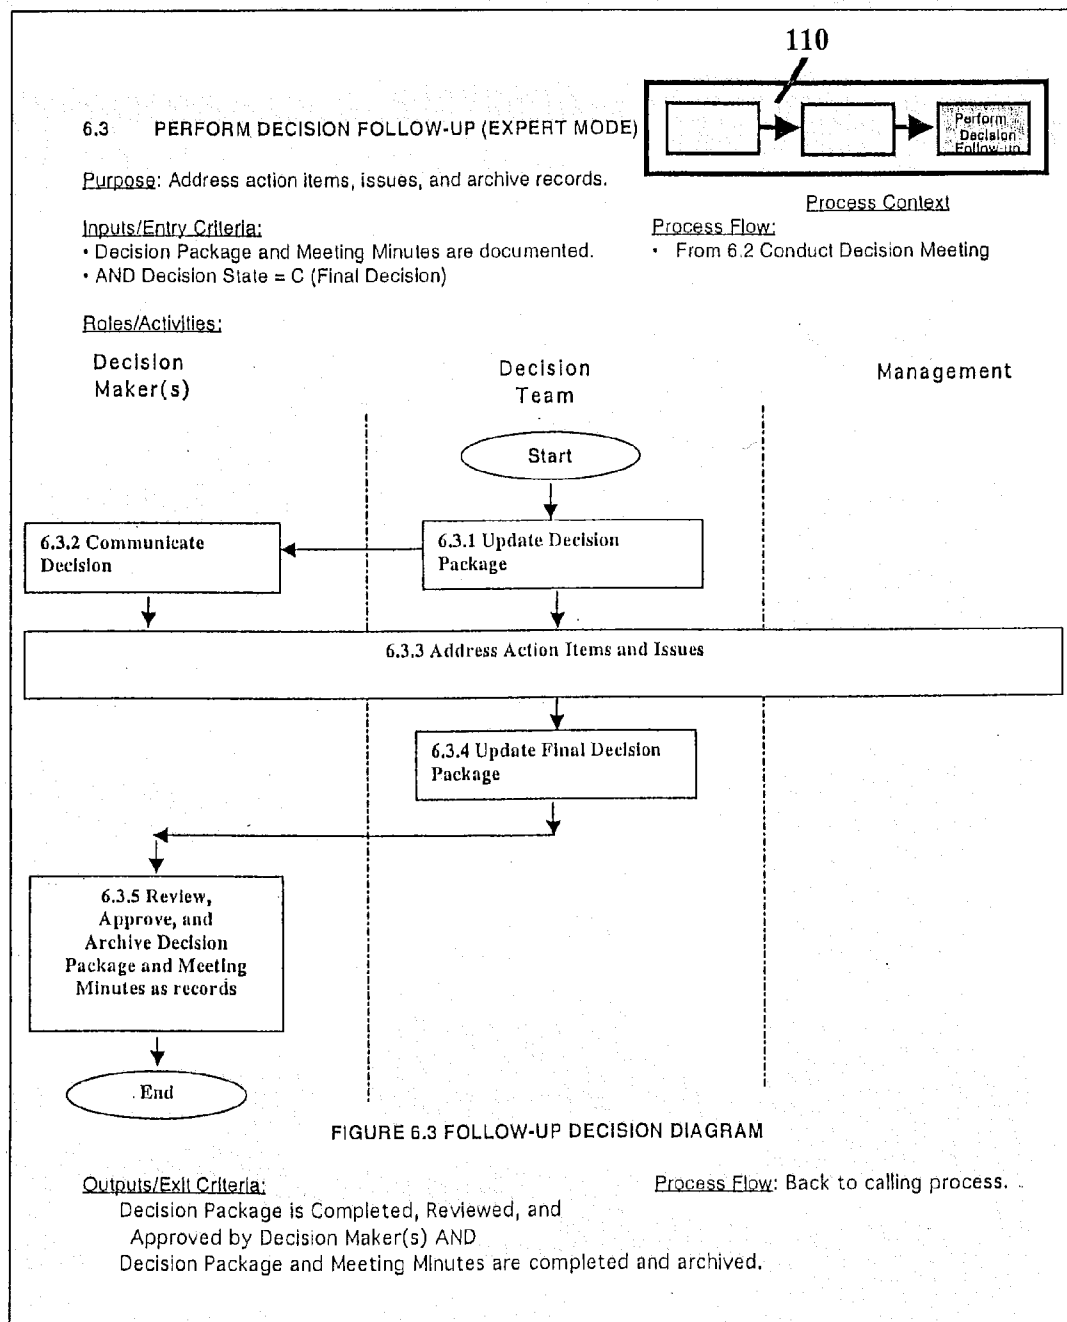 110
6.3 PERFORM DECISION FOLLOW-UP (EXPERT MODE)
Perform
Decision
Follow-up
Purpose: Address action items, issues, and archive records.
Process Context
Inputs/Entry Criteria:
• Decision Package and Meeting Minutes are documented.
• AND Decision State = C (Final Decision)
Process Flow:
• From 6.2 Conduct Decision Meeting
Roles/Activities:
Decision
Maker(s)
Decision
Team
Management
Start
6.3.2 Communicate
Decision
6.3.1 Update Decision
Package
6.3.3 Address Action Items and Issues
6.3.4 Update Final Decision
Package
6.3.5 Review,
Approve, and
Archive Decision
Package and Meeting
Minutes as records
End
FIGURE 6.3 FOLLOW-UP DECISION DIAGRAM
Outputs/Exit Criteria:
Decision Package is Completed, Reviewed, and
Approved by Decision Maker(s) AND
Decision Package and Meeting Minutes are completed and archived.
Process Flow: Back to calling process.